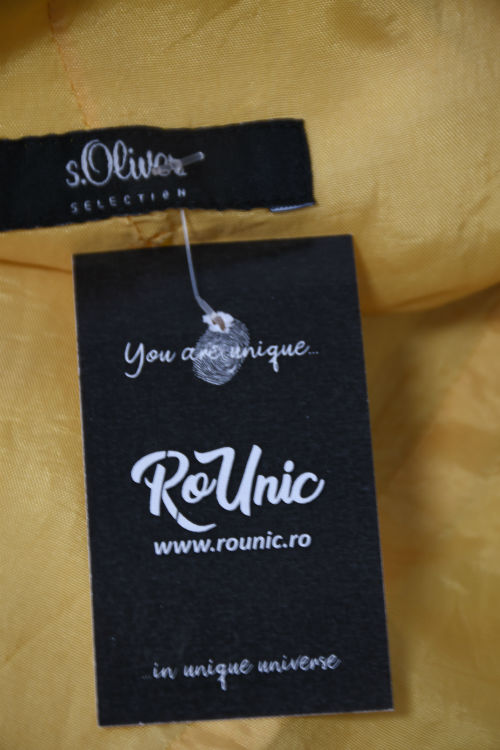 s.Oliver
SELECTION
You are unique...
RoUnic
www.rounic.ro
...in unique universe